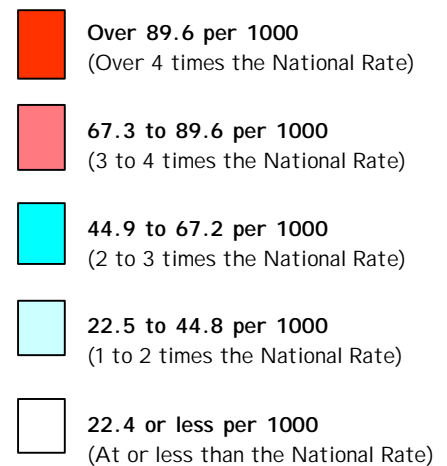 Over 89.6 per 1000
(Over 4 times the National Rate)
67.3 to 89.6 per 1000
(3 to 4 times the National Rate)
44.9 to 67.2 per 1000
(2 to 3 times the National Rate)
22.5 to 44.8 per 1000
(1 to 2 times the National Rate)
22.4 or less per 1000
(At or less than the National Rate)